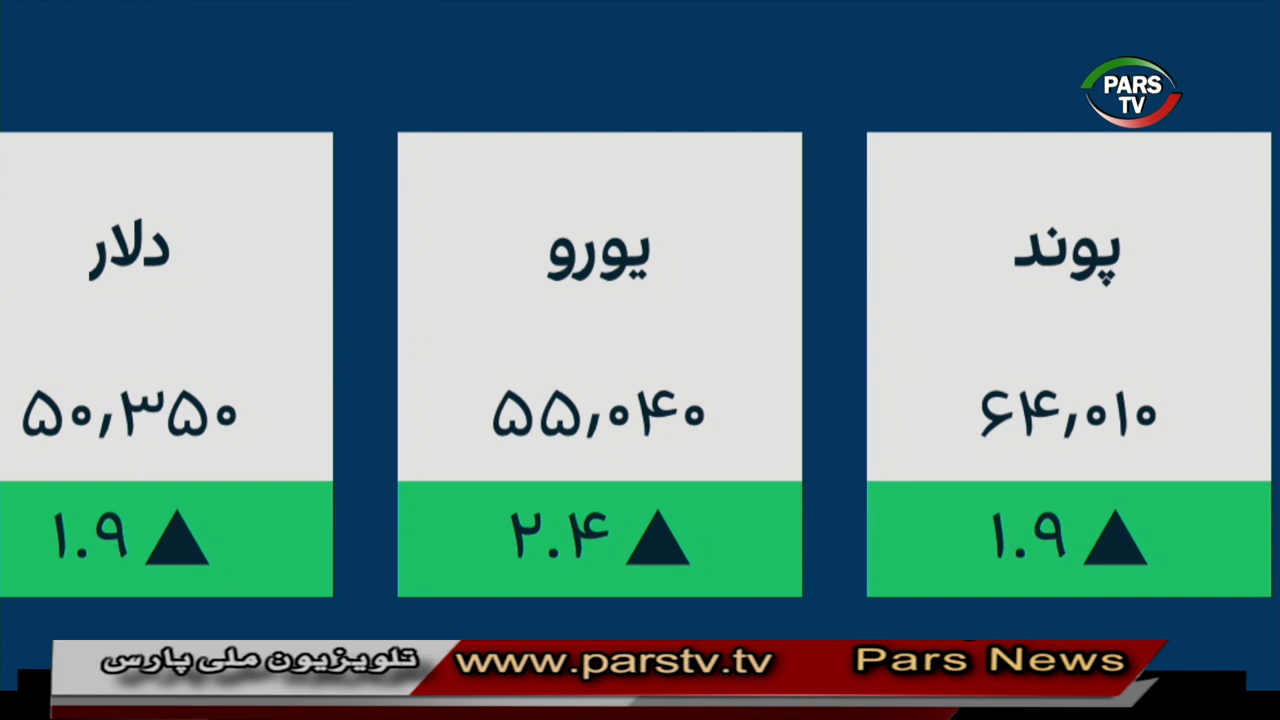 PARS
TV
پوند
۶۴,۰۱۰
۱.۹ ▲
یورو
۵۵,۰۴۰
۲.۴ ▲
دلار
۵۰,۳۵۰
۱.۹ ▲
تلویزیون ملی پارس
www.parstv.tv
Pars News